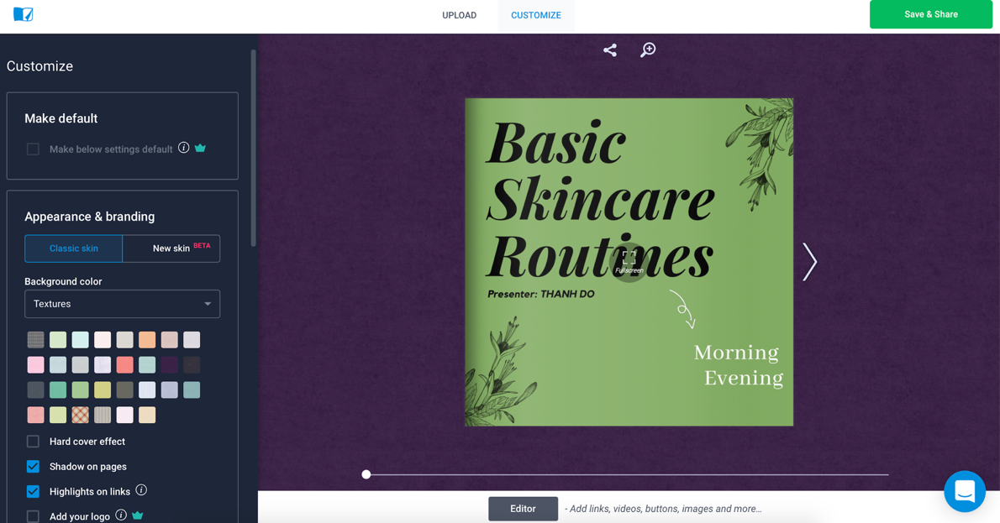 UPLOAD
CUSTOMIZE
Save & Share
Customize
Make default
Make below settings default
Appearance & branding
Classic skin
New skin BETA
Background color
Textures
Hard cover effect
Shadow on pages
Highlights on links
Add your logo
Basic
Skincare
Routines
Fullscreen
Presenter: THANH DO
Morning
Evening
Editor
- Add links, videos, buttons, images and more...